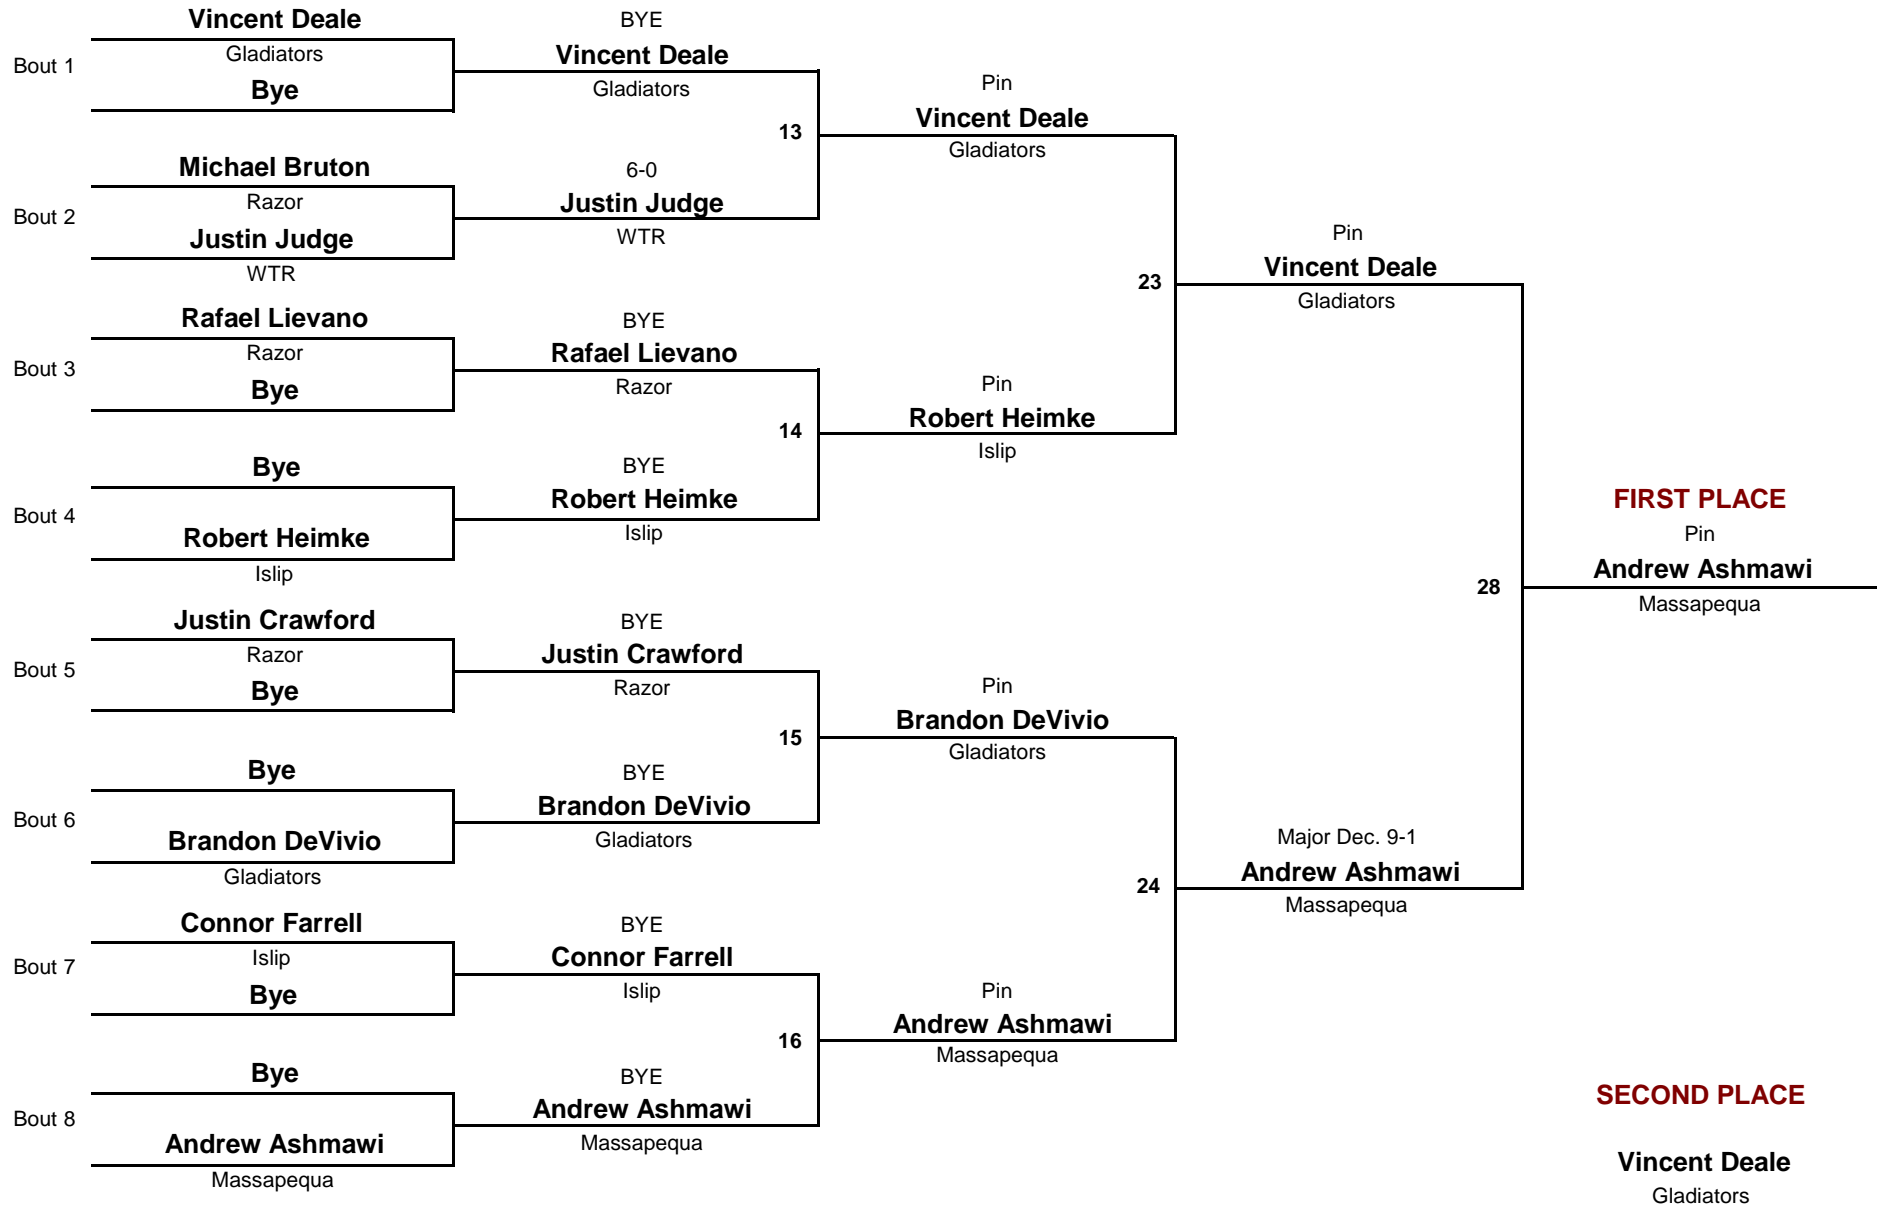 Vincent Deale
Bout 1
Gladiators
Bye
Michael Bruton
Bout 2
Razor
Justin Judge
WTR
Rafael Lievano
Bout 3
Razor
Bye
Bye
Bout 4
Robert Heimke
Islip
Justin Crawford
Bout 5
Razor
Bye
Bye
Bout 6
Brandon DeVivio
Gladiators
Connor Farrell
Bout 7
Islip
Bye
Bye
Bout 8
Andrew Ashmawi
Massapequa
BYE
Vincent Deale
Gladiators
13
6-0
Justin Judge
WTR
BYE
Rafael Lievano
Razor
14
BYE
Robert Heimke
Islip
BYE
Justin Crawford
Razor
15
BYE
Brandon DeVivio
Gladiators
BYE
Connor Farrell
Islip
16
BYE
Andrew Ashmawi
Massapequa
Pin
Vincent Deale
Gladiators
23
Pin
Robert Heimke
Islip
Pin
Brandon DeVivio
Gladiators
24
Pin
Andrew Ashmawi
Massapequa
Pin
Vincent Deale
Gladiators
28
Major Dec. 9-1
Andrew Ashmawi
Massapequa
FIRST PLACE
Pin
Andrew Ashmawi
Massapequa
SECOND PLACE
Vincent Deale
Gladiators